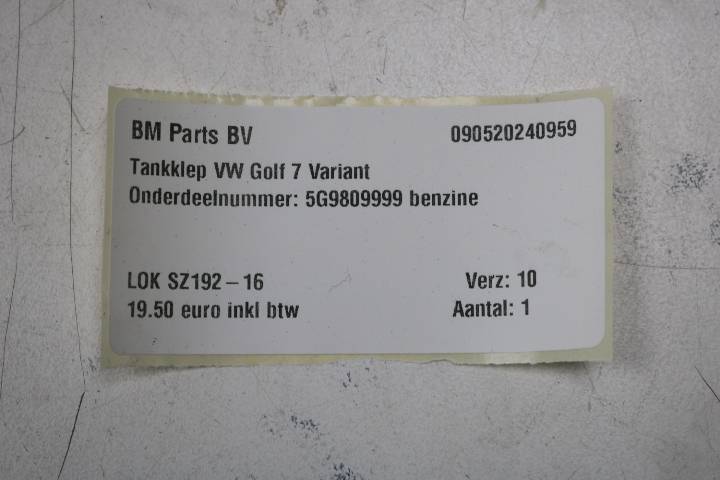 BM Parts BV 090520240959
Tankklep VW Golf 7 Variant
Onderdeelnummer: 5G9809999 benzine
LOK SZ192-16 Verz: 10
19.50 euro inkl btw Aantal: 1